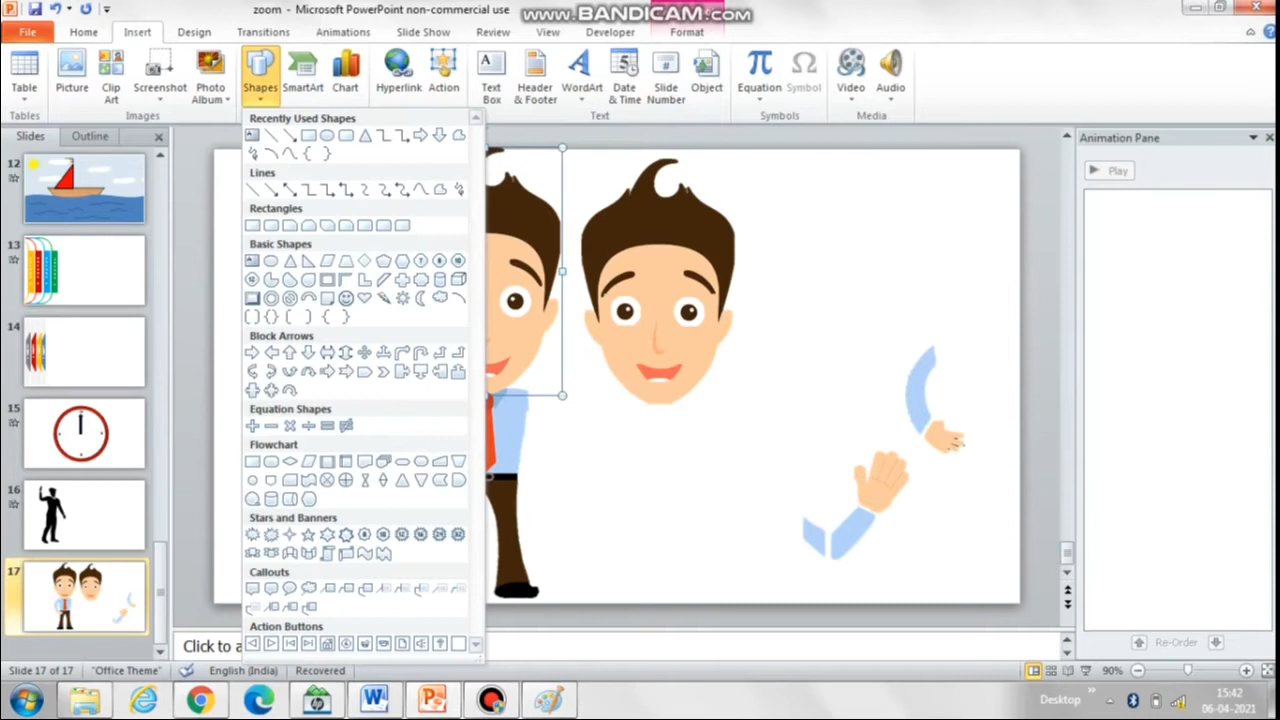 zoom - Microsoft PowerPoint non-commercial use
www.BANDICAM.com
File Home Insert Design Transitions Animations Slide Show Review View Developer Format
Table Picture Clip Art Screenshot Photo Album Shapes SmartArt Chart Hyperlink Action Text Box Header & Footer WordArt Date & Time Slide Number Object Equation Symbol Video Audio
Tables Images Text Symbols Media
Slides Outline
Recently Used Shapes
Lines
Rectangles
Basic Shapes
Block Arrows
Equation Shapes
Flowchart
Stars and Banners
Callouts
Action Buttons
12
13
14
15
16
17
Animation Pane
Play
Re-Order
Click to a
Slide 17 of 17 "Office Theme" English (India) Recovered 90%
Desktop
15:42
06-04-2021